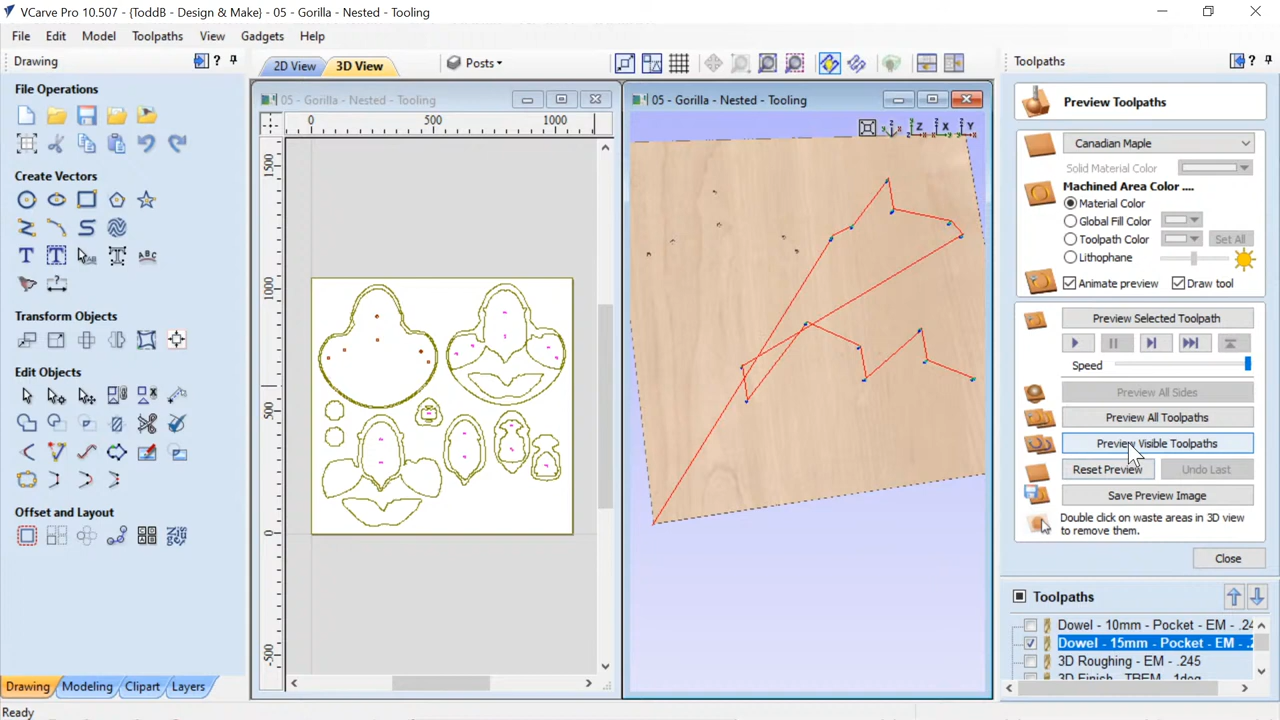 VCarve Pro 10.507 - {ToddB - Design & Make} - 05 - Gorilla - Nested - Tooling
File Edit Model Toolpaths View Gadgets Help
Drawing
File Operations
Create Vectors
Transform Objects
Edit Objects
Offset and Layout
Drawing Modeling Clipart Layers
Ready
2D View 3D View Posts
05 - Gorilla - Nested - Tooling
0 500 1000
1500
1000
500
0
-500
05 - Gorilla - Nested - Tooling
Z X Y
Toolpaths
Preview Toolpaths
Canadian Maple
Solid Material Color
Machined Area Color ....
Material Color
Global Fill Color
Toolpath Color Set All
Lithophane
Animate preview Draw tool
Preview Selected Toolpath
Speed
Preview All Sides
Preview All Toolpaths
Preview Visible Toolpaths
Reset Preview Undo Last
Save Preview Image
Double click on waste areas in 3D view
to remove them.
Close
Toolpaths
Dowel - 10mm - Pocket - EM - .24
Dowel - 15mm - Pocket - EM - .2
3D Roughing - EM - .245
3D Finish - TBEM - 1deg